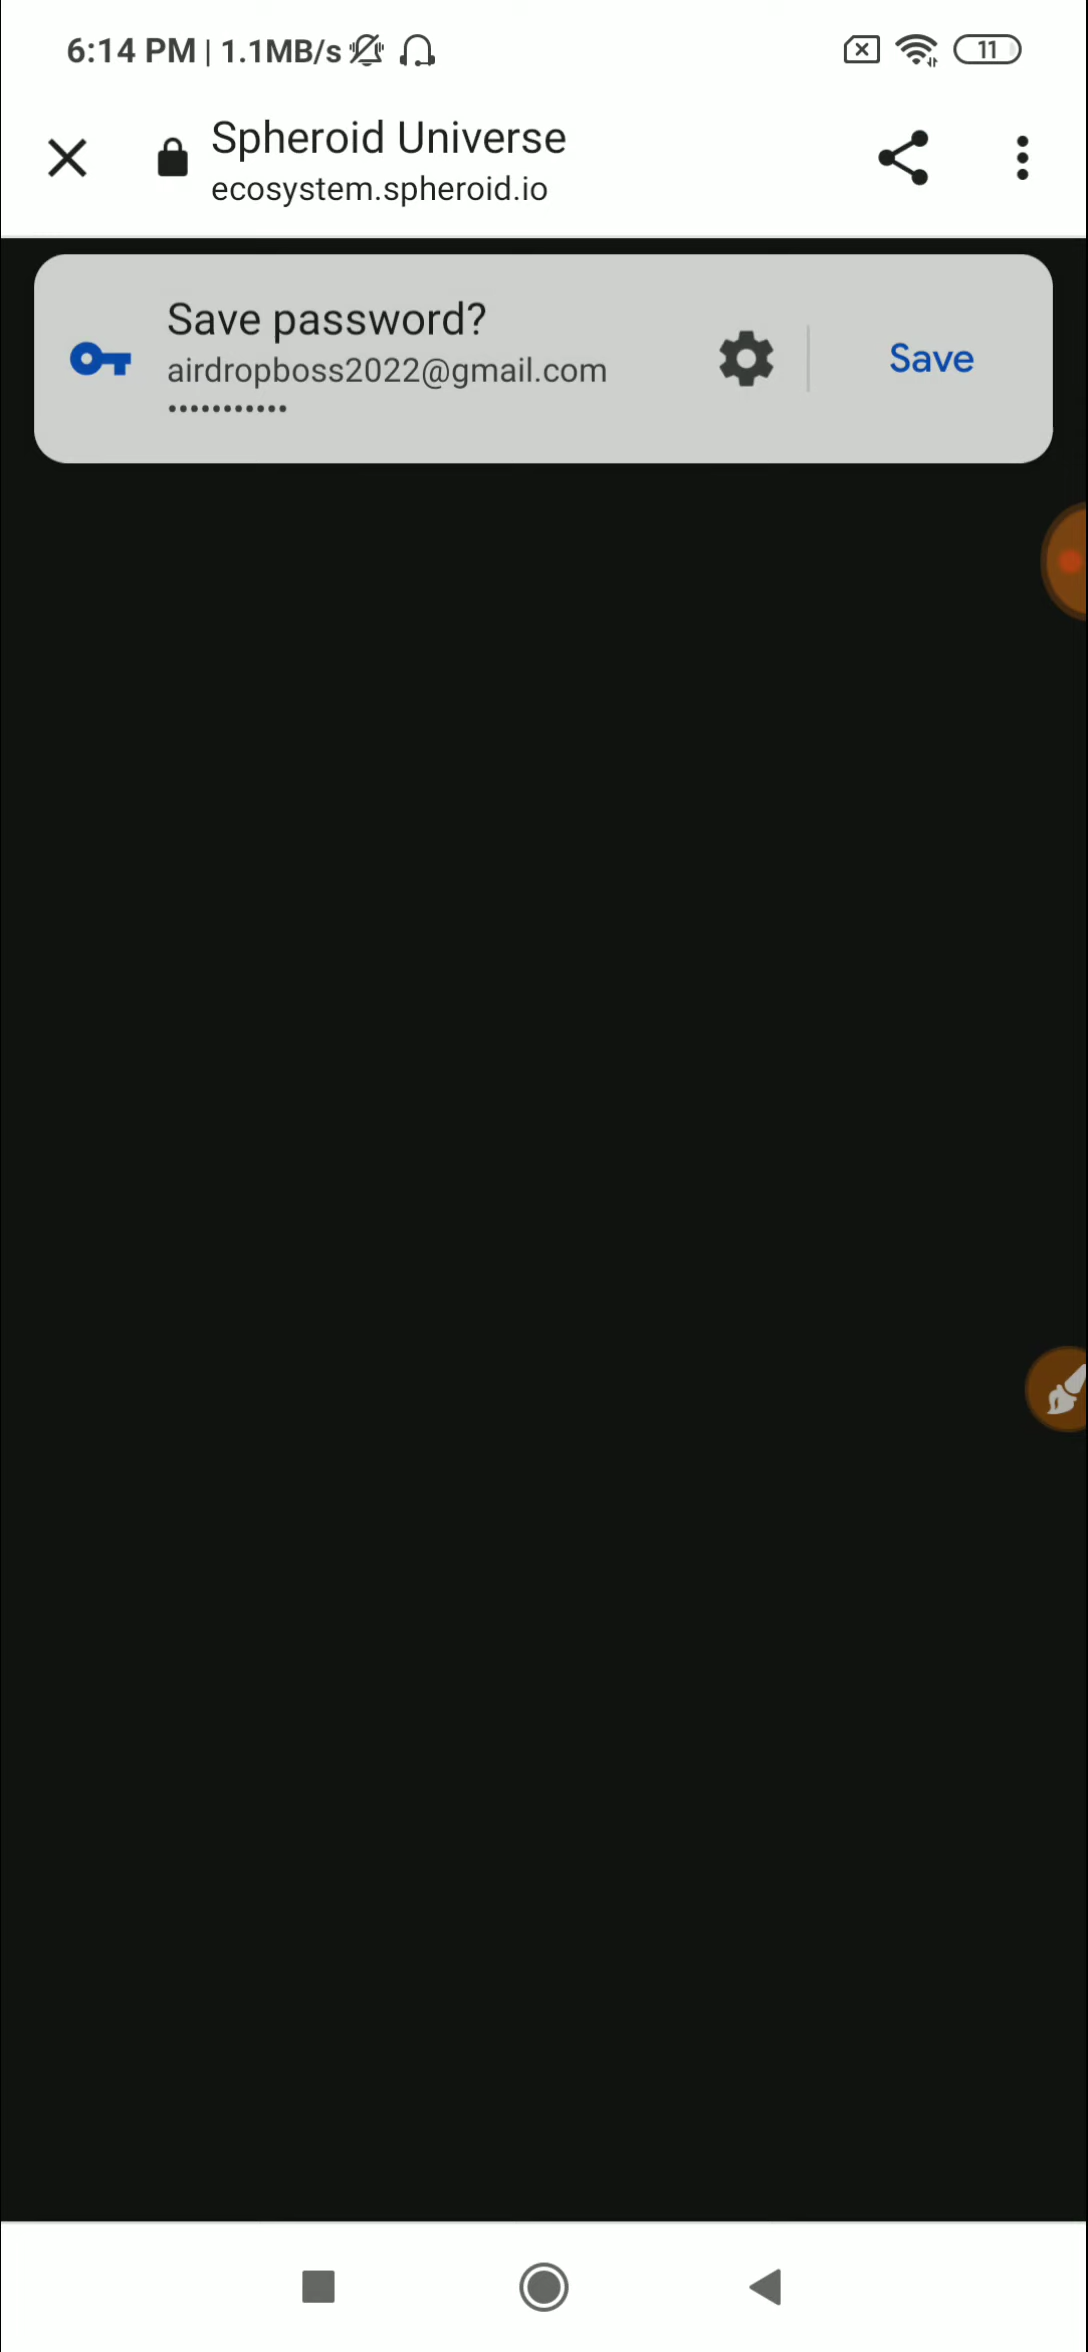 6:14 PM | 1.1MB/s
11
Spheroid Universe
ecosystem.spheroid.io
Save password?
airdropboss2022@gmail.com
•••••••••••
Save